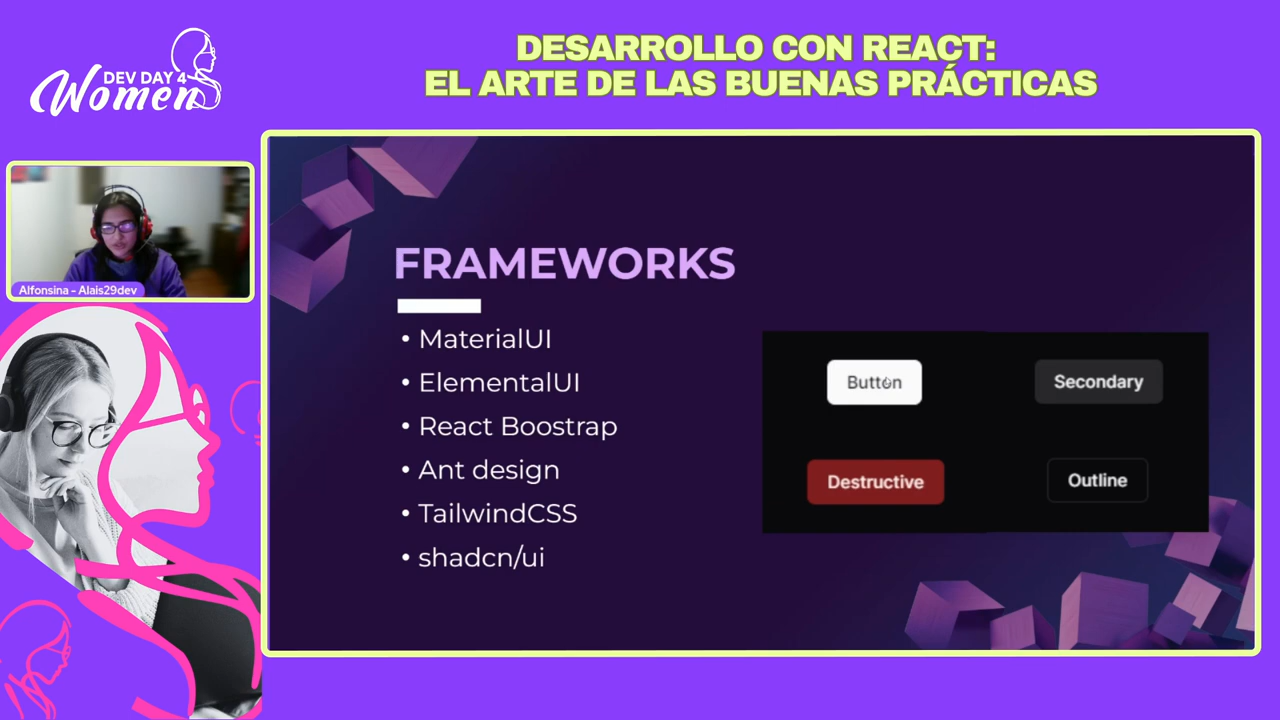 DEV DAY 4
Women
DESARROLLO CON REACT:
EL ARTE DE LAS BUENAS PRÁCTICAS
Alfonsina - Alais29dev
FRAMEWORKS
• MaterialUI
• ElementalUI
• React Boostrap
• Ant design
• TailwindCSS
• shadcn/ui
Button
Secondary
Destructive
Outline